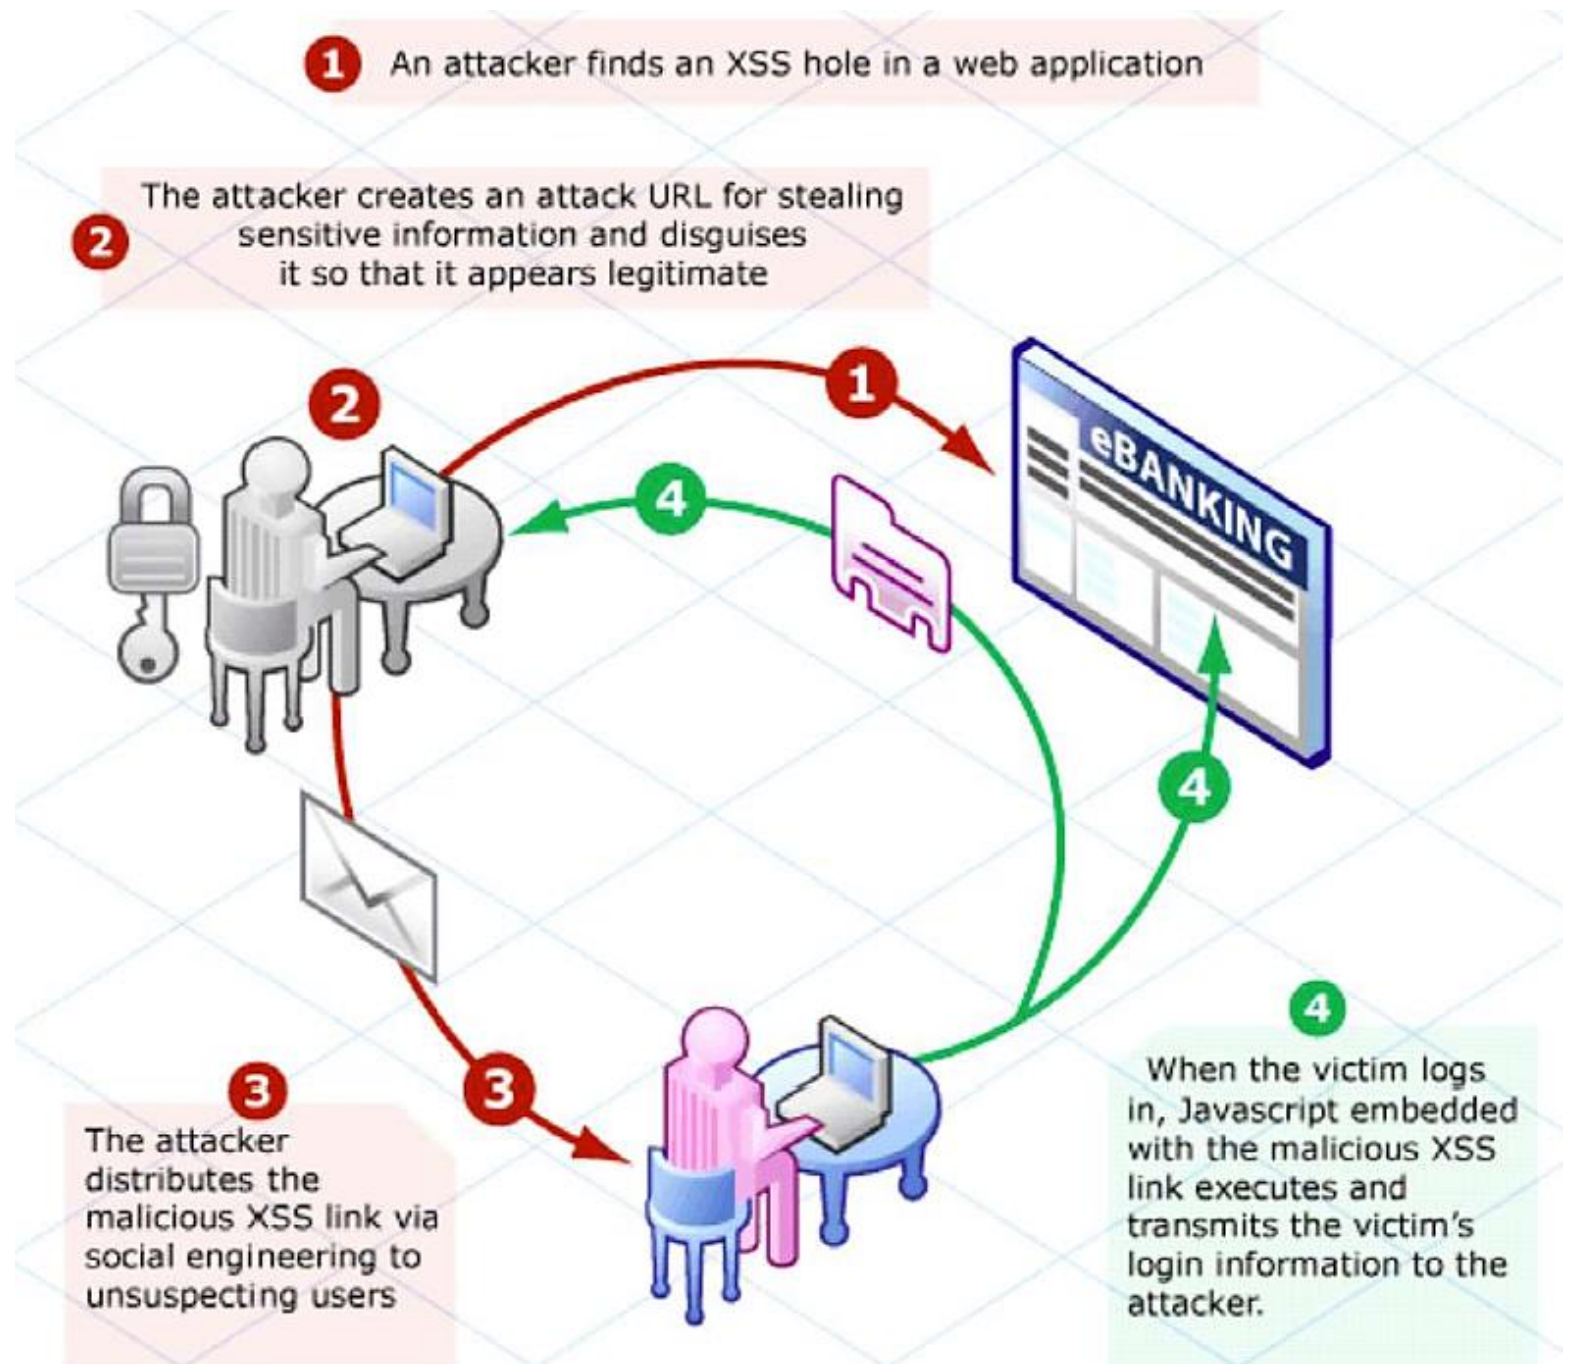 1
An attacker finds an XSS hole in a web application
2
The attacker creates an attack URL for stealing
sensitive information and disguises
it so that it appears legitimate
2
1
4
eBANKING
4
3
3
The attacker
distributes the
malicious XSS link via
social engineering to
unsuspecting users
4
When the victim logs
in, Javascript embedded
with the malicious XSS
link executes and
transmits the victim's
login information to the
attacker.